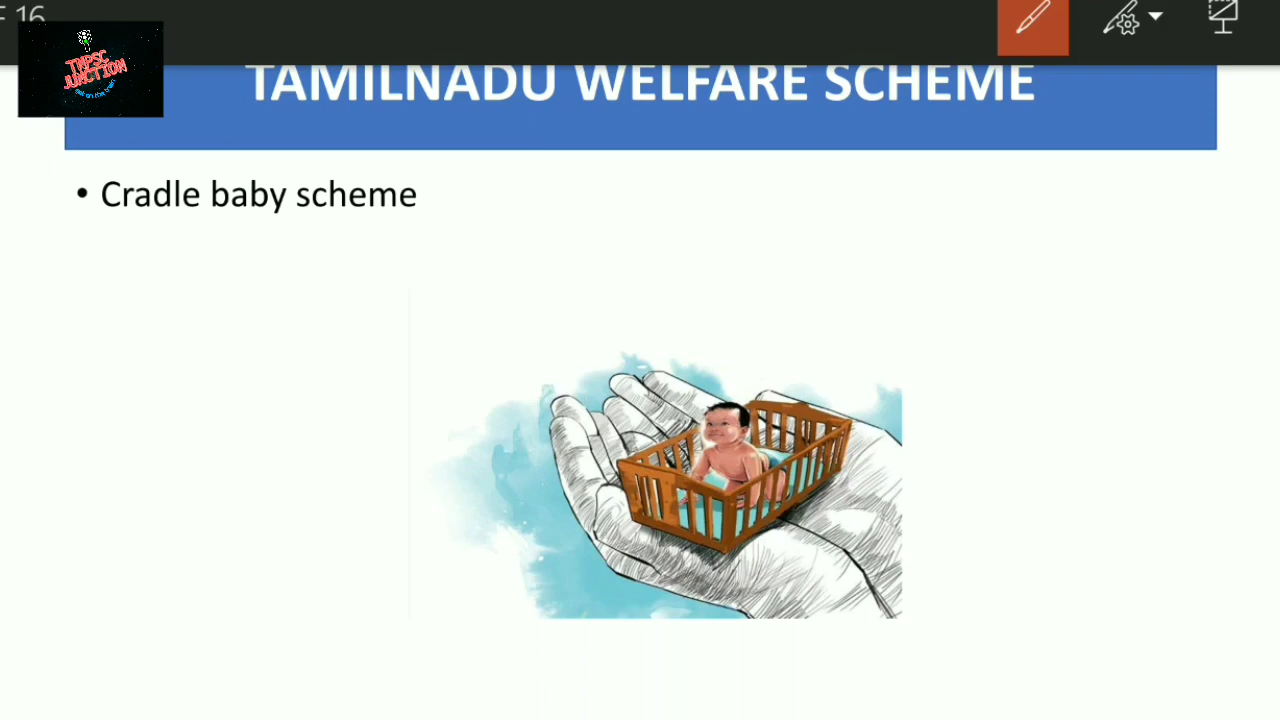 16
TNPSC
JUNCTION
TAMILNADU WELFARE SCHEME
• Cradle baby scheme